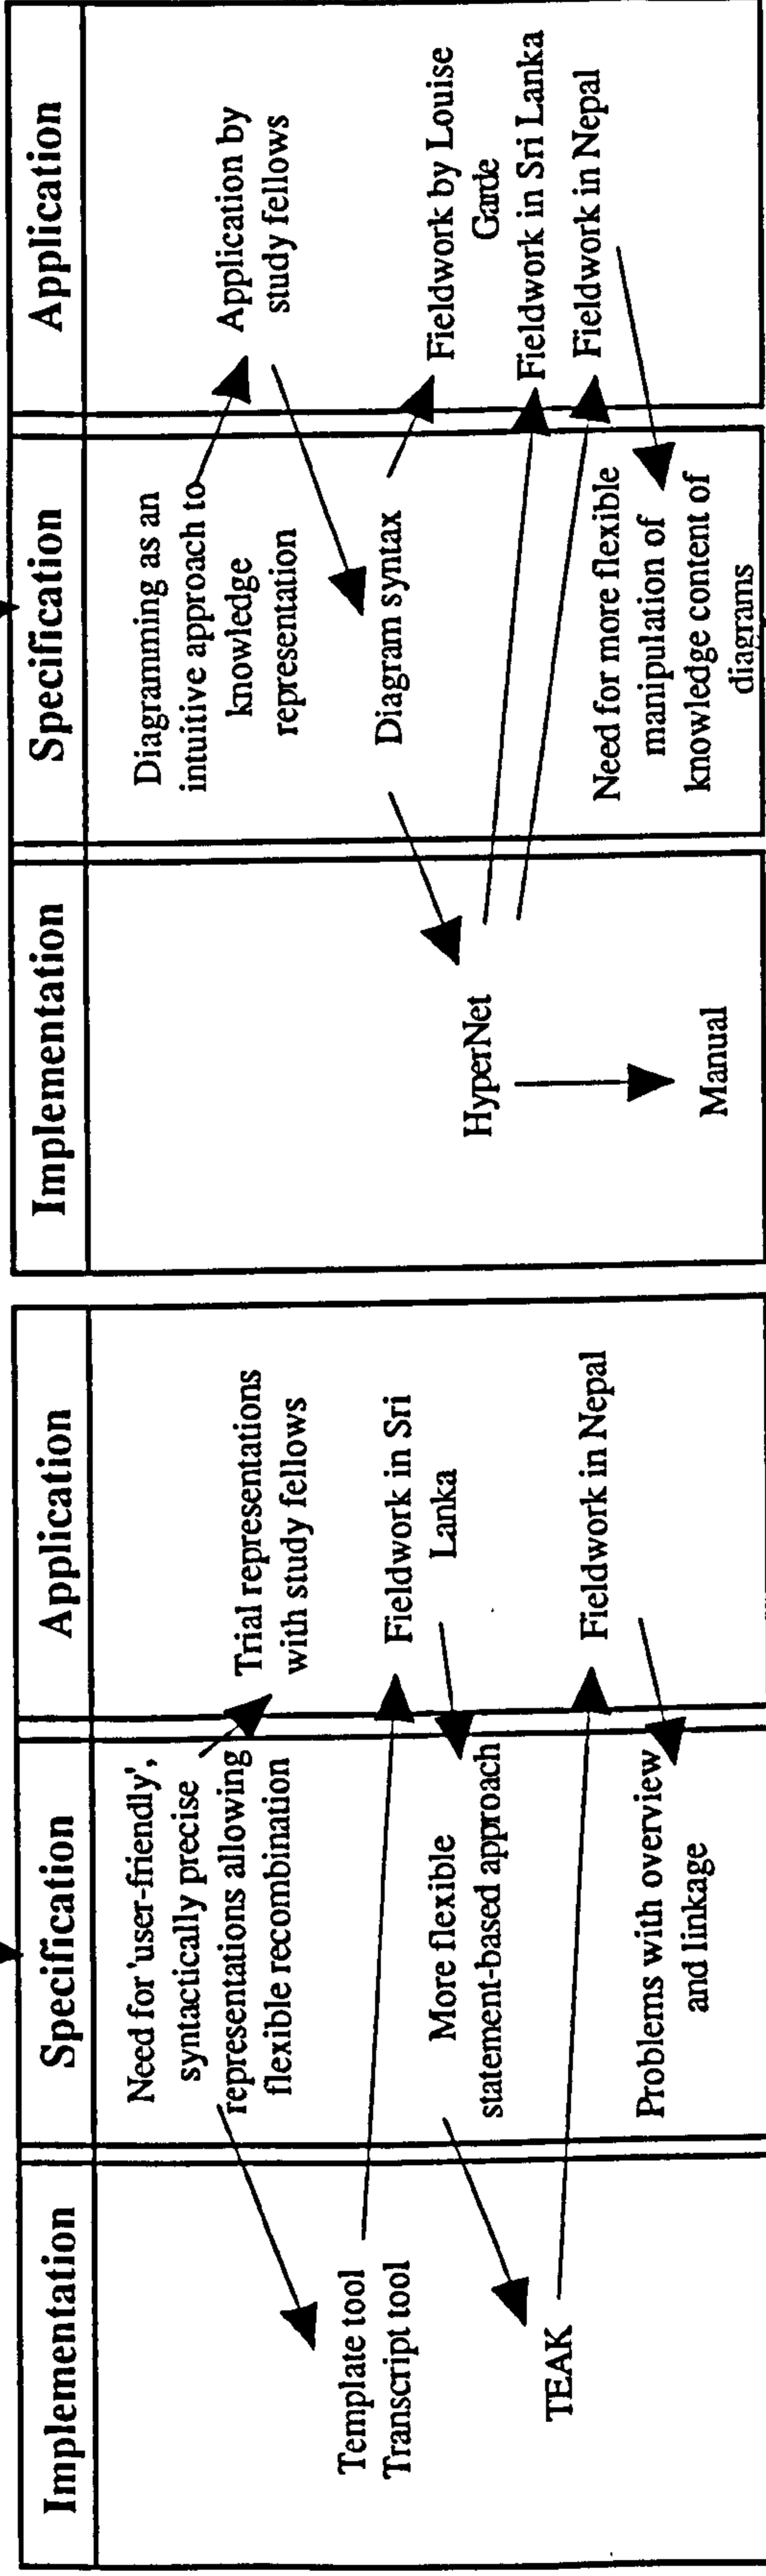 Implementation
Specification
Application
Need for 'user-friendly',
syntactically precise
representations allowing
flexible recombination
Trial representations
with study fellows
Template tool
Transcript tool
Fieldwork in Sri
Lanka
More flexible
statement-based approach
TEAK
Fieldwork in Nepal
Problems with overview
and linkage
Implementation
Specification
Application
Diagramming as an
intuitive approach to
knowledge
representation
Application by
study fellows
Diagram syntax
Fieldwork by Louise
Garde
HyperNet
Fieldwork in Sri Lanka
Fieldwork in Nepal
Need for more flexible
manipulation of
knowledge content of
diagrams
Manual